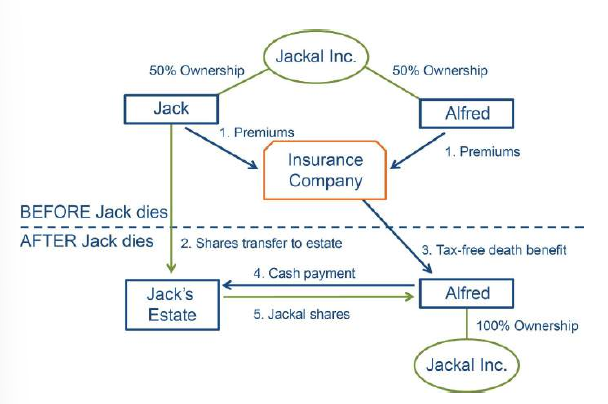 Jackal Inc.
50% Ownership
50% Ownership
Jack
Alfred
1. Premiums
1. Premiums
Insurance
Company
BEFORE Jack dies
AFTER Jack dies
2. Shares transfer to estate
3. Tax-free death benefit
4. Cash payment
Jack's
Estate
Alfred
5. Jackal shares
100% Ownership
Jackal Inc.